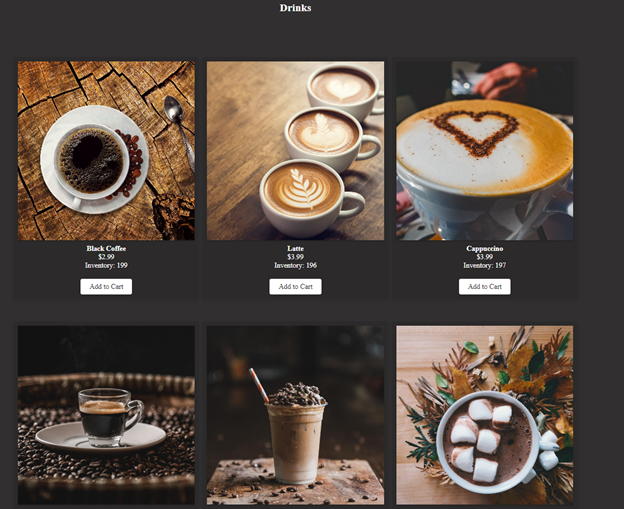 Drinks
Black Coffee
$2.99
Inventory: 199
Add to Cart
Latte
$3.99
Inventory: 196
Add to Cart
Cappuccino
$3.99
Inventory: 197
Add to Cart